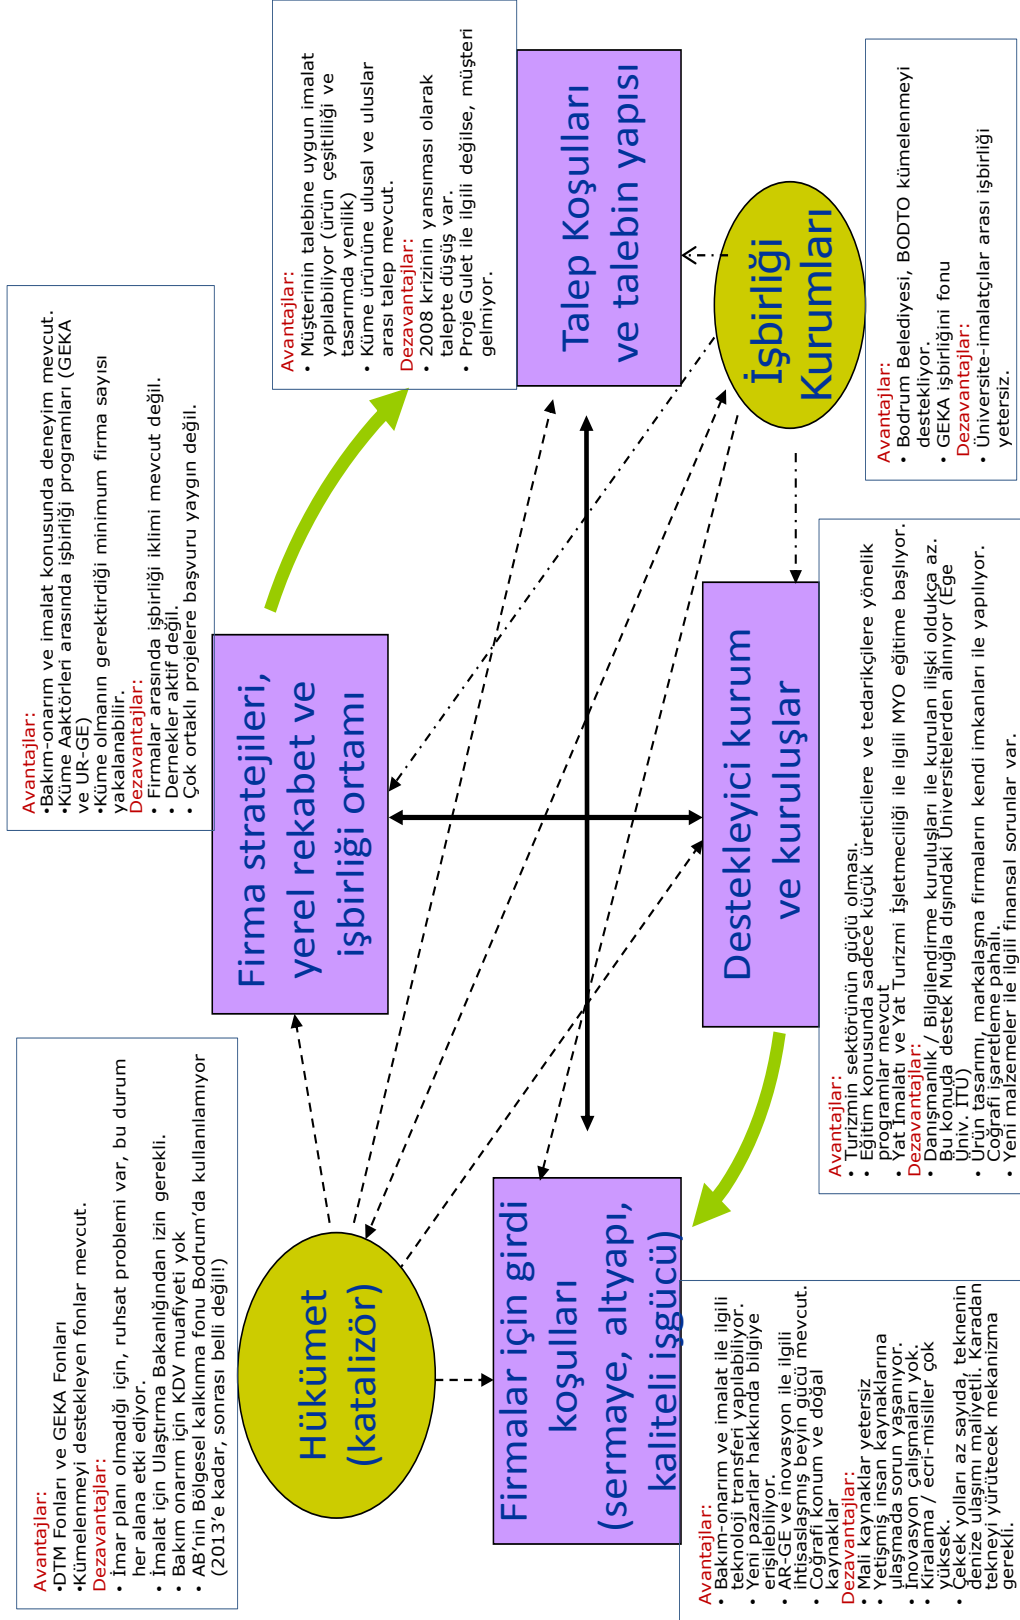 Avantajlar:
•DTM Fonları ve GEKA Fonları
•Kümelenmeyi destekleyen fonlar mevcut.
Dezavantajlar:
• İmar planı olmadığı için, ruhsat problemi var, bu durum
her alana etki ediyor.
• İmalat için Ulaştırma Bakanlığından izin gerekli.
• Bakım onarım için KDV muafiyeti yok
• AB'nin Bölgesel kalkınma fonu Bodrum'da kullanılamıyor
(2013'e kadar, sonrası belli değil!)
Avantajlar:
•Bakım-onarım ve imalat konusunda deneyim mevcut.
•Küme Aaktörleri arasında işbirliği programları (GEKA
ve UR-GE)
•Küme olmanın gerektirdiği minimum firma sayısı
yakalanabilir.
Dezavantajlar:
• Firmalar arasında işbirliği iklimi mevcut değil.
• Dernekler aktif değil.
• Çok ortaklı projelere başvuru yaygın değil.
Hükümet
(katalizör)
Firma stratejileri,
yerel rekabet ve
işbirliği ortamı
Avantajlar:
• Müşterinin talebine uygun imalat
yapılabiliyor (ürün çeşitliliği ve
tasarımda yenilik)
• Küme ürününe ulusal ve uluslar
arası talep mevcut.
Dezavantajlar:
• 2008 krizinin yansıması olarak
talepte düşüş var.
• Proje Gulet ile ilgili değilse, müşteri
gelmiyor.
Firmalar için girdi
koşulları
(sermaye, altyapı,
kaliteli işgücü)
Talep Koşulları
ve talebin yapısı
Avantajlar:
• Bakım-onarım ve imalat ile ilgili
teknoloji transferi yapılabiliyor.
• Yeni pazarlar hakkında bilgiye
erişilebiliyor.
• AR-GE ve inovasyon ile ilgili
ihtisaslaşmış beyin gücü mevcut.
• Coğrafi konum ve doğal
kaynaklar
Dezavantajlar:
• Mali kaynaklar yetersiz
• Yetişmiş insan kaynaklarına
ulaşmada sorun yaşanıyor.
• İnovasyon çalışmaları yok.
• Kiralama / ecri-misiller çok
yüksek.
• Çekek yolları az sayıda, teknenin
denize ulaşımı maliyetli. Karadan
tekneyi yürütecek mekanizma
gerekli.
Destekleyici kurum
ve kuruluşlar
İşbirliği
Kurumları
Avantajlar:
• Turizmin sektörünün güçlü olması.
• Eğitim konusunda sadece küçük üreticilere ve tedarikçilere yönelik
programlar mevcut
• Yat İmalatı ve Yat Turizmi İşletmeciliği ile ilgili MYO eğitime başlıyor.
Dezavantajlar:
• Danışmanlık / Bilgilendirme kuruluşları ile kurulan ilişki oldukça az.
Bu konuda destek Muğla dışındaki Üniversitelerden alınıyor (Ege
Üniv. İTÜ)
• Ürün tasarımı, markalaşma firmaların kendi imkanları ile yapılıyor.
Coğrafi işaretleme pahalı.
• Yeni malzemeler ile ilgili finansal sorunlar var.
Avantajlar:
• Bodrum Belediyesi, BODTO kümelenmeyi
destekliyor.
• GEKA işbirliğini fonu
Dezavantajlar:
• Üniversite-imalatçılar arası işbirliği
yetersiz.